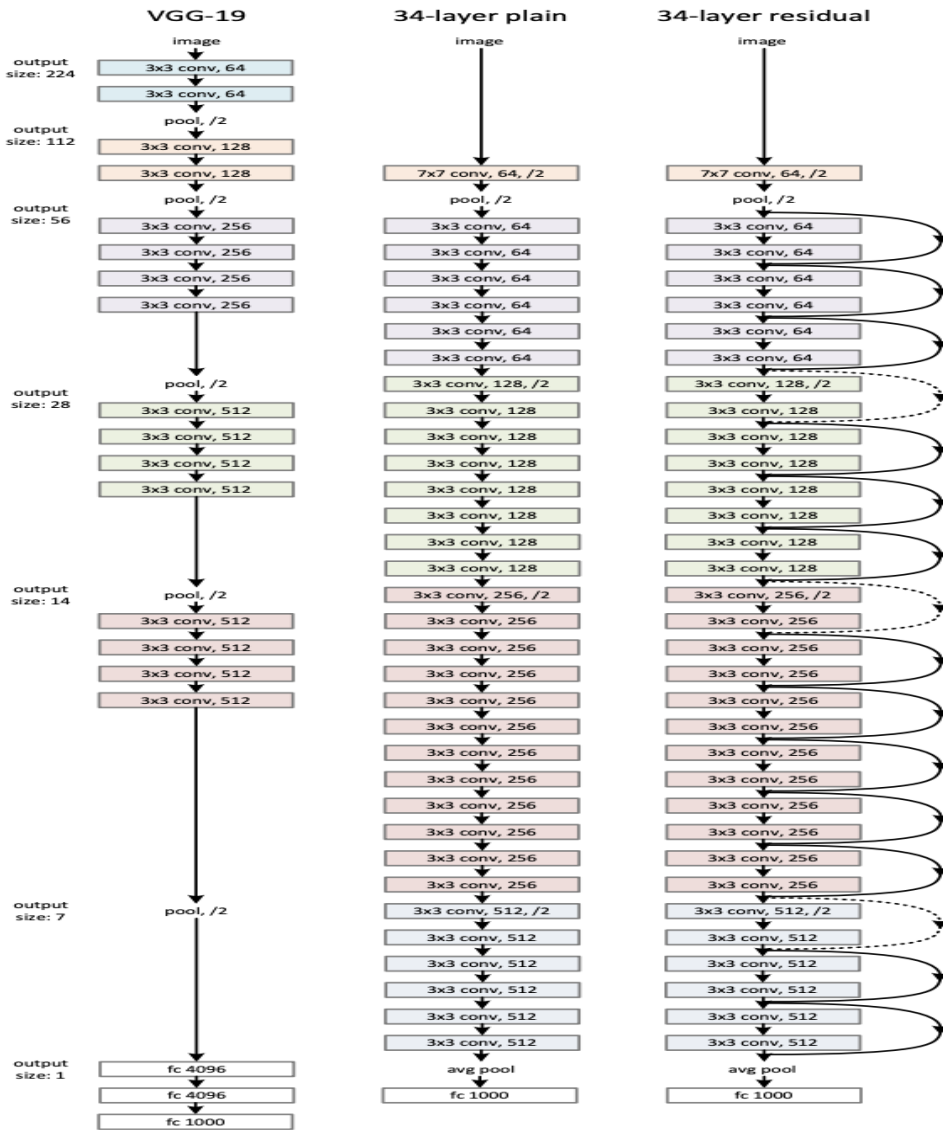 VGG-19
34-layer plain
34-layer residual
output
size: 224
image
3x3 conv, 64
3x3 conv, 64
pool, /2
output
size: 112
3x3 conv, 128
3x3 conv, 128
pool, /2
output
size: 56
3x3 conv, 256
3x3 conv, 256
3x3 conv, 256
3x3 conv, 256
pool, /2
output
size: 28
3x3 conv, 512
3x3 conv, 512
3x3 conv, 512
3x3 conv, 512
pool, /2
output
size: 14
3x3 conv, 512
3x3 conv, 512
3x3 conv, 512
3x3 conv, 512
output
size: 7
pool, /2
output
size: 1
fc 4096
fc 4096
fc 1000
image
7x7 conv, 64, /2
pool, /2
3x3 conv, 64
3x3 conv, 64
3x3 conv, 64
3x3 conv, 64
3x3 conv, 64
3x3 conv, 64
3x3 conv, 128, /2
3x3 conv, 128
3x3 conv, 128
3x3 conv, 128
3x3 conv, 128
3x3 conv, 128
3x3 conv, 128
3x3 conv, 128
3x3 conv, 256, /2
3x3 conv, 256
3x3 conv, 256
3x3 conv, 256
3x3 conv, 256
3x3 conv, 256
3x3 conv, 256
3x3 conv, 256
3x3 conv, 256
3x3 conv, 256
3x3 conv, 256
3x3 conv, 256
3x3 conv, 512, /2
3x3 conv, 512
3x3 conv, 512
3x3 conv, 512
3x3 conv, 512
3x3 conv, 512
avg pool
fc 1000
image
7x7 conv, 64, /2
pool, /2
3x3 conv, 64
3x3 conv, 64
3x3 conv, 64
3x3 conv, 64
3x3 conv, 64
3x3 conv, 64
3x3 conv, 128, /2
3x3 conv, 128
3x3 conv, 128
3x3 conv, 128
3x3 conv, 128
3x3 conv, 128
3x3 conv, 128
3x3 conv, 128
3x3 conv, 256, /2
3x3 conv, 256
3x3 conv, 256
3x3 conv, 256
3x3 conv, 256
3x3 conv, 256
3x3 conv, 256
3x3 conv, 256
3x3 conv, 256
3x3 conv, 256
3x3 conv, 256
3x3 conv, 256
3x3 conv, 512, /2
3x3 conv, 512
3x3 conv, 512
3x3 conv, 512
3x3 conv, 512
3x3 conv, 512
avg pool
fc 1000